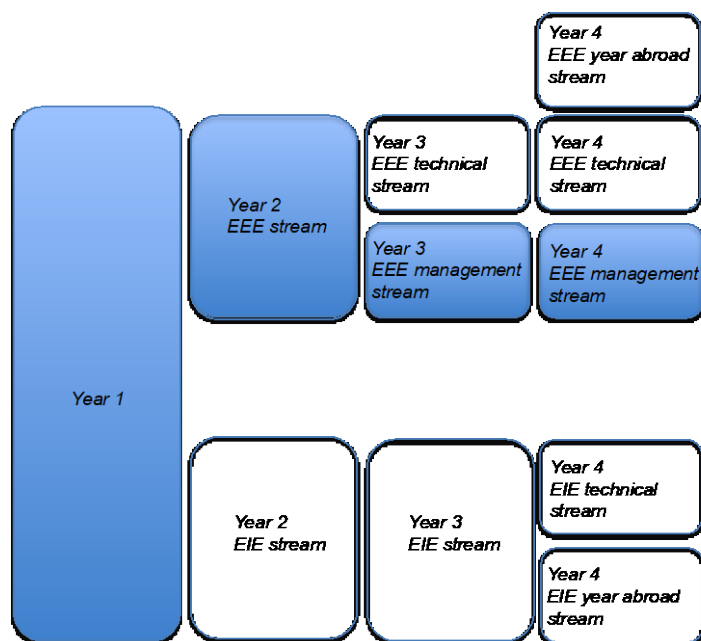 Year 4
EEE year abroad
stream
Year 3
EEE technical
stream
Year 4
EEE technical
stream
Year 2
EEE stream
Year 3
EEE management
stream
Year 4
EEE management
stream
Year 1
Year 2
EIE stream
Year 3
EIE stream
Year 4
EIE technical
stream
Year 4
EIE year abroad
stream